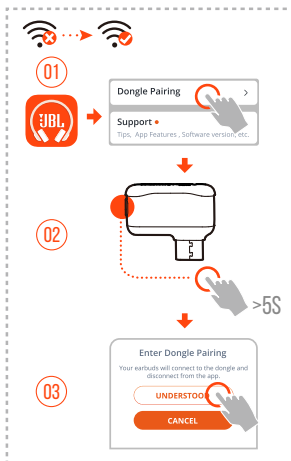 01
JBL
Dongle Pairing
Support
Tips, App Features , Software version, etc.
02
>5S
Enter Dongle Pairing
Your earbuds will connect to the dongle and
disconnect from the app.
03
UNDERSTOOD
CANCEL